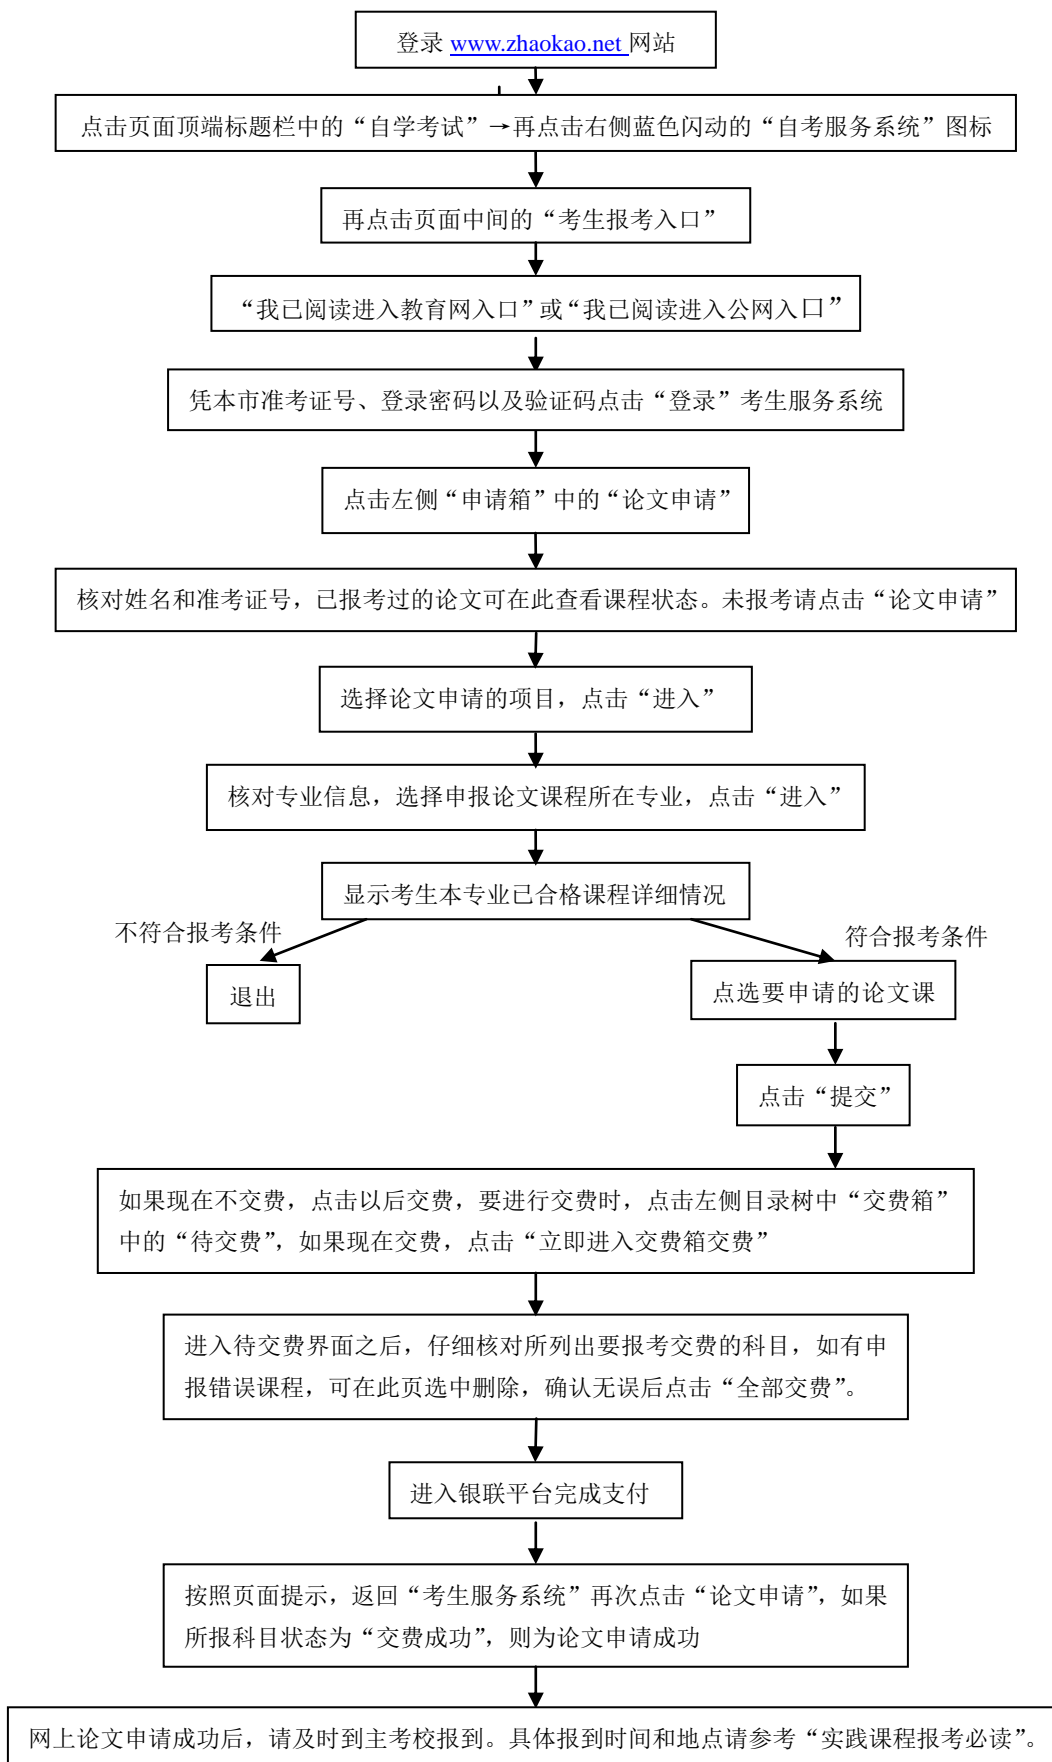 登录 www.zhaokao.net 网站
点击页面顶端标题栏中的“自学考试”→再点击右侧蓝色闪动的“自考服务系统”图标
再点击页面中间的“考生报考入口”
“我已阅读进入教育网入口”或“我已阅读进入公网入口”
凭本市准考证号、登录密码以及验证码点击“登录”考生服务系统
点击左侧“申请箱”中的“论文申请”
核对姓名和准考证号，已报考过的论文可在此查看课程状态。未报考请点击“论文申请”
选择论文申请的项目，点击“进入”
核对专业信息，选择申报论文课程所在专业，点击“进入”
显示考生本专业已合格课程详细情况
不符合报考条件
符合报考条件
退出
点选要申请的论文课
点击“提交”
如果现在不交费，点击以后交费，要进行交费时，点击左侧目录树中“交费箱”
中的“待交费”，如果现在交费，点击“立即进入交费箱交费”
进入待交费界面之后，仔细核对所列出要报考交费的科目，如有申
报错误课程，可在此页选中删除，确认无误后点击“全部交费”。
进入银联平台完成支付
按照页面提示，返回“考生服务系统”再次点击“论文申请”，如果
所报科目状态为“交费成功”，则为论文申请成功
网上论文申请成功后，请及时到主考校报到。具体报到时间和地点请参考“实践课程报考必读”。